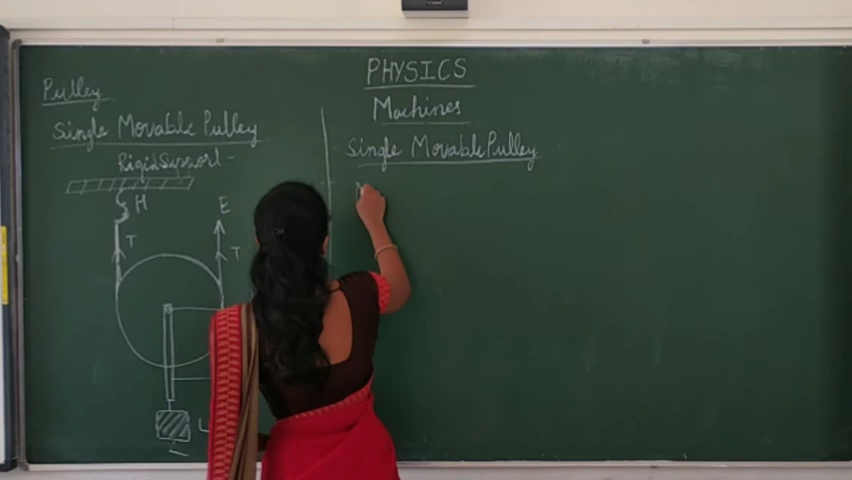 Pulley
Single Movable Pulley
Rigid Support
H
E
T
T
L
PHYSICS
Machines
Single Movable Pulley